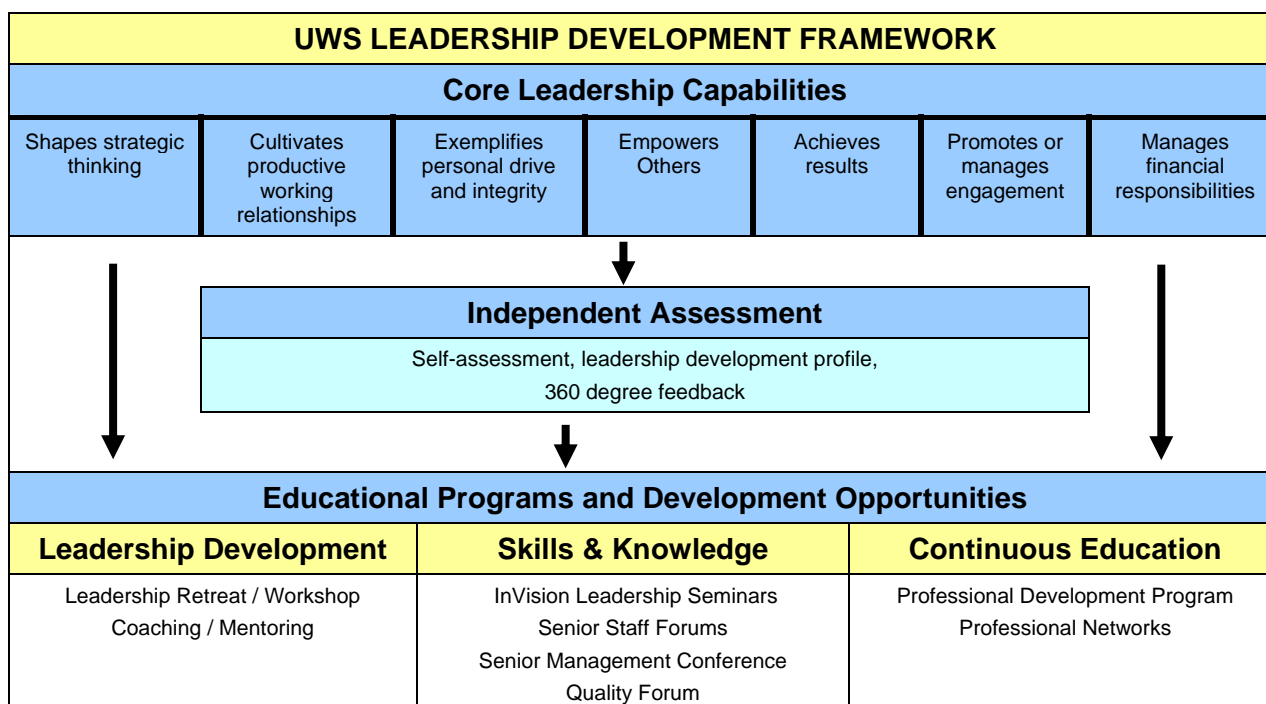 UWS LEADERSHIP DEVELOPMENT FRAMEWORK
Core Leadership Capabilities
Shapes strategic
thinking
Cultivates
productive
working
relationships
Exemplifies
personal drive
and integrity
Empowers
Others
Achieves
results
Promotes or
manages
engagement
Manages
financial
responsibilities
Independent Assessment
Self-assessment, leadership development profile,
360 degree feedback
Educational Programs and Development Opportunities
Leadership Development
Leadership Retreat / Workshop
Coaching / Mentoring
Skills & Knowledge
InVision Leadership Seminars
Senior Staff Forums
Senior Management Conference
Quality Forum
Continuous Education
Professional Development Program
Professional Networks